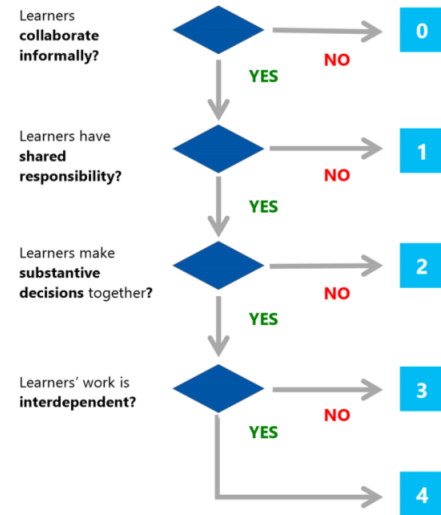 Learners
collaborate
informally?
0
NO
YES
Learners have
shared
responsibility?
1
NO
YES
Learners make
substantive
decisions together?
2
NO
YES
Learners' work is
interdependent?
3
NO
YES
4